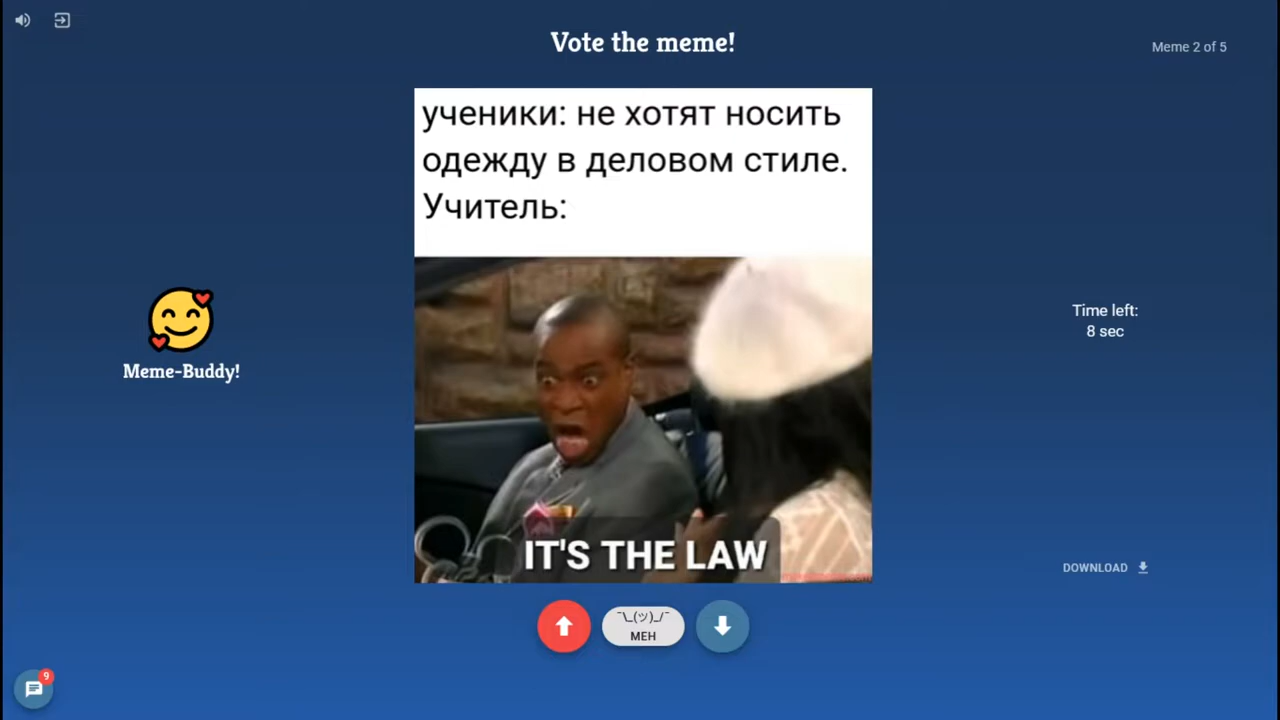 Vote the meme!
Meme 2 of 5
ученики: не хотят носить
одежду в деловом стиле.
Учитель:
Meme-Buddy!
Time left:
8 sec
IT'S THE LAW
DOWNLOAD
¯\_(ツ)_/¯
MEH
9